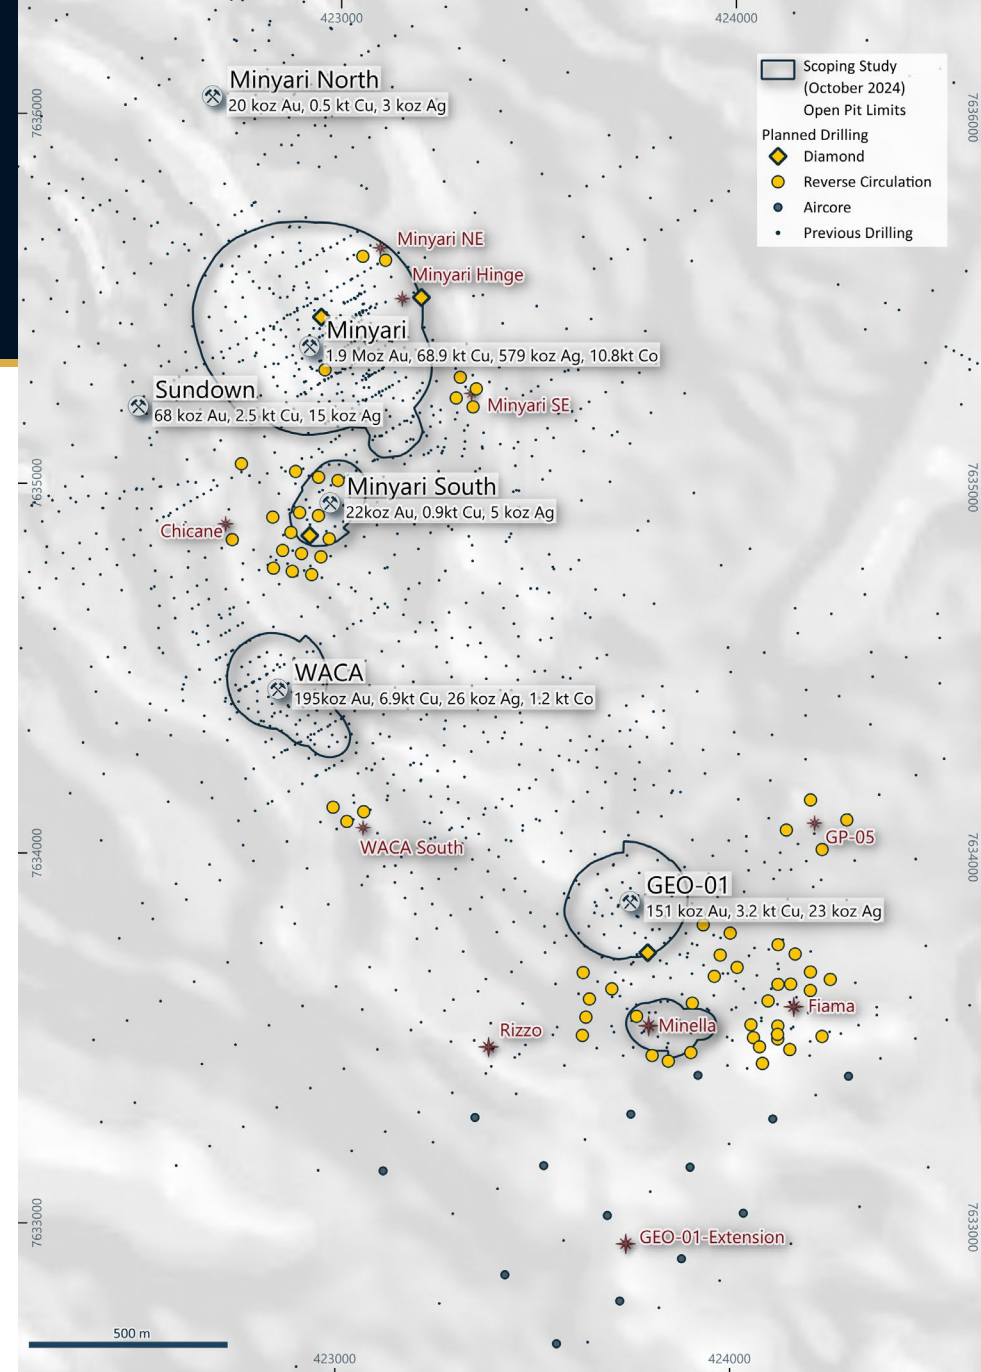 423000
424000
7636000
7636000
Scoping Study
(October 2024)
Open Pit Limits
Planned Drilling
Diamond
Reverse Circulation
Aircore
Previous Drilling
Minyari North
20 koz Au, 0.5 kt Cu, 3 koz Ag
Minyari NE
Minyari Hinge
Minyari
1.9 Moz Au, 68.9 kt Cu, 579 koz Ag, 10.8kt Co
Sundown
68 koz Au, 2.5 kt Cu, 15 koz Ag
Minyari SE
7635000
7635000
Minyari South
22koz Au, 0.9kt Cu, 5 koz Ag
Chicane
WACA
195koz Au, 6.9kt Cu, 26 koz Ag, 1.2 kt Co
WACA South
GP-05
7634000
7634000
GEO-01
151 koz Au, 3.2 kt Cu, 23 koz Ag
Fiama
Minella
Rizzo
7633000
7633000
GEO-01-Extension
500 m
423000
424000